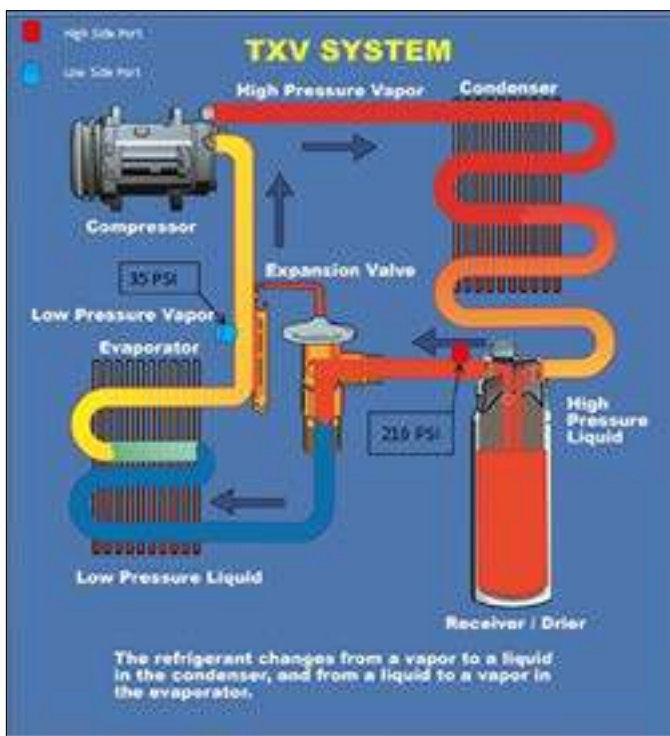 High Side Port
Low Side Port
TXV SYSTEM
High Pressure Vapor
Condenser
Compressor
35 PSI
Expansion Valve
Low Pressure Vapor
Evaporator
210 PSI
High
Pressure
Liquid
Low Pressure Liquid
Receiver / Drier
The refrigerant changes from a vapor to a liquid
in the condenser, and from a liquid to a vapor in
the evaporator.